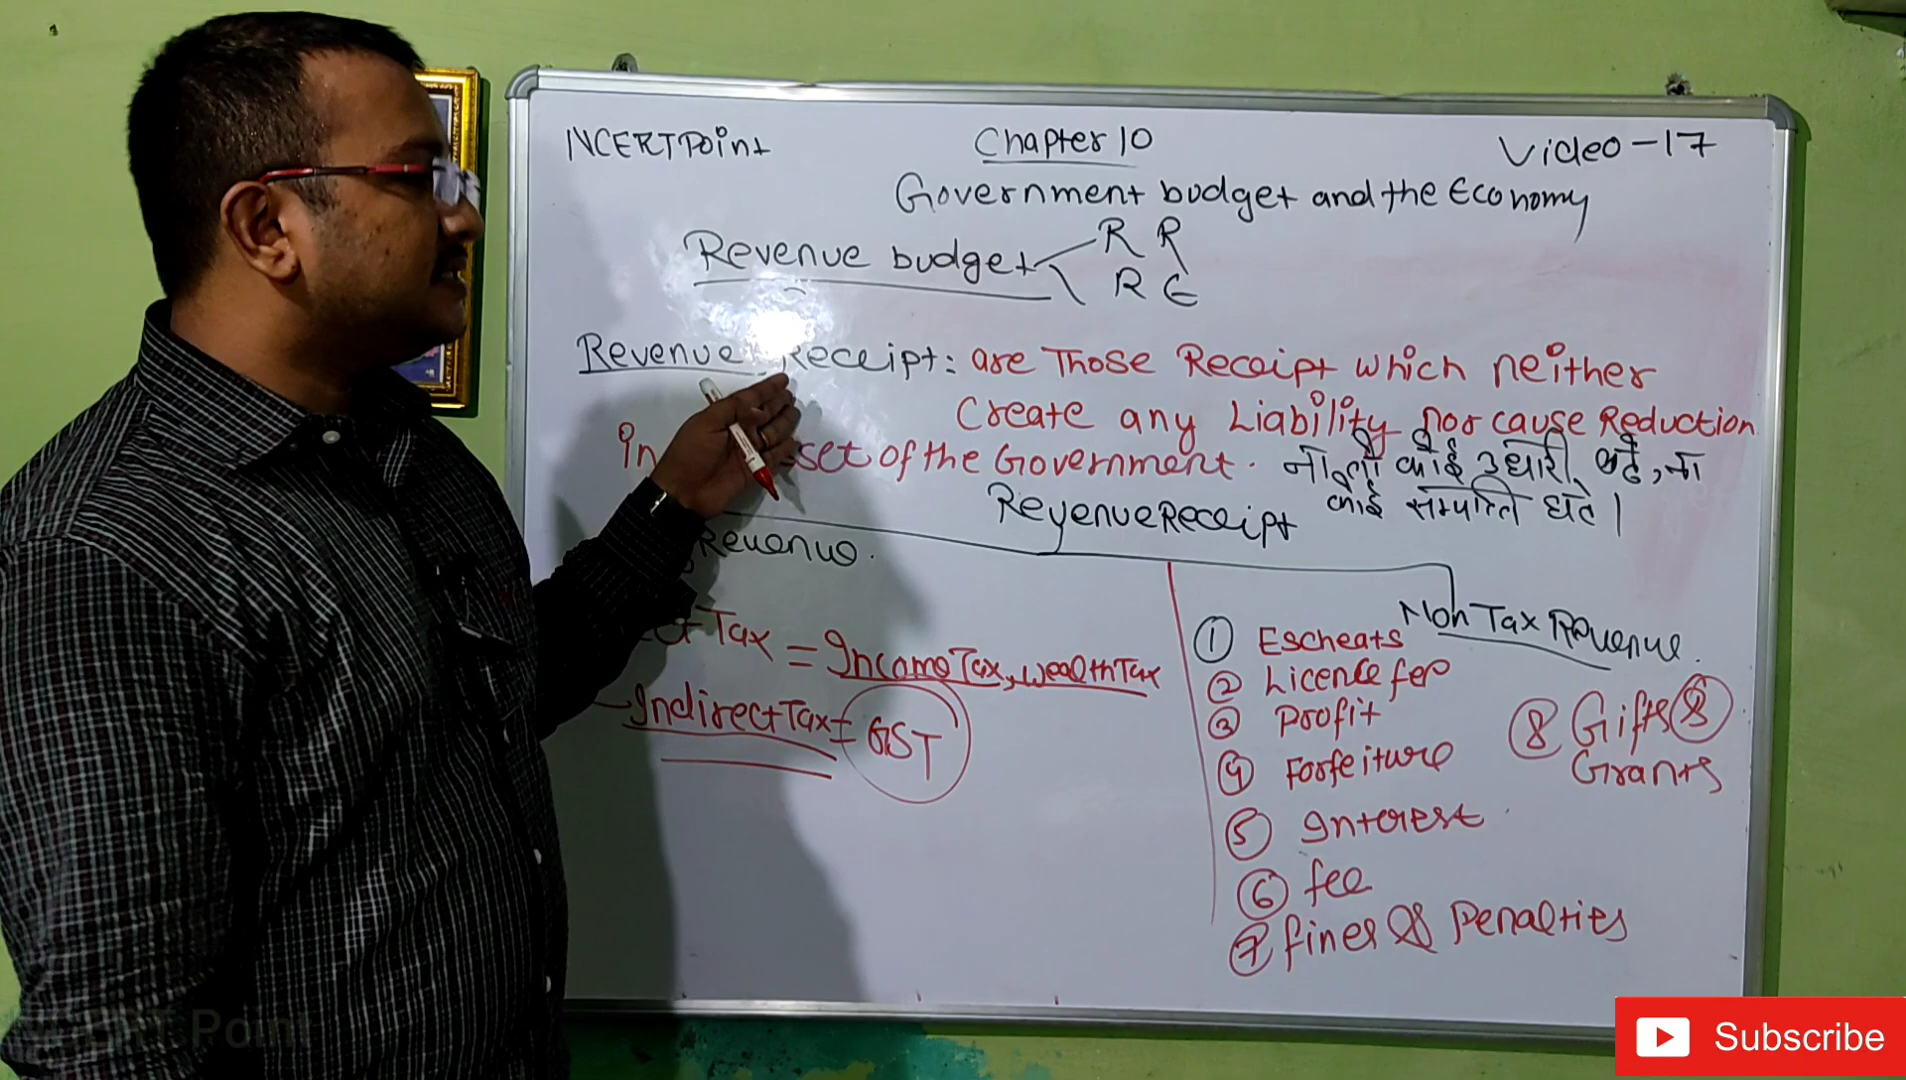 NCERTPoint
Chapter 10
Video-17
Government budget and the Economy
Revenue budget
R R
R E
Revenue Receipt: are Those Receipt which neither
Create any Liability nor cause Reduction
in set of the Government.
ना तो कोई उधारी बढ़े, ना
कोई सम्पत्ति घटे।
Revenue Receipt
Revenue.
Non Tax Revenue.
ct Tax = Income Tax, wealth Tax
Indirect Tax = GST
① Escheats
② Licence fee
③ Profit
④ Forfeiture
⑤ Interest
⑥ fee
⑦ fines & Penalties
⑧ Gifts &
Grants
Point
Subscribe